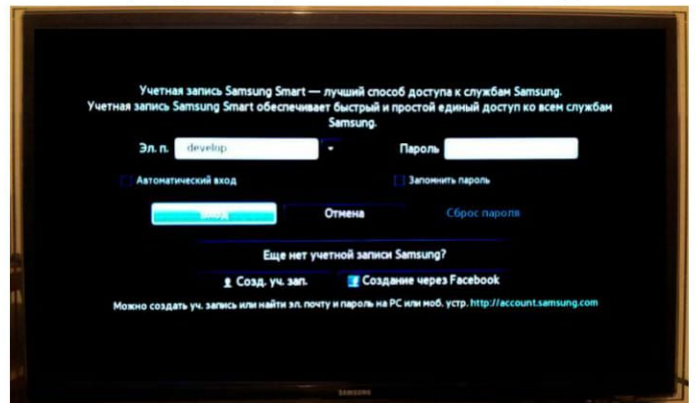 Учетная запись Samsung Smart — лучший способ доступа к службам Samsung.
Учетная запись Samsung Smart обеспечивает быстрый и простой единый доступ ко всем службам
Samsung.
Эл. п. develop Пароль
Автоматический вход Запомнить пароль
Вход Отмена Сброс пароля
Еще нет учетной записи Samsung?
Созд. уч. зап. Создание через Facebook
Можно создать уч. запись или найти эл. почту и пароль на PC или моб. устр. http://account.samsung.com
SAMSUNG